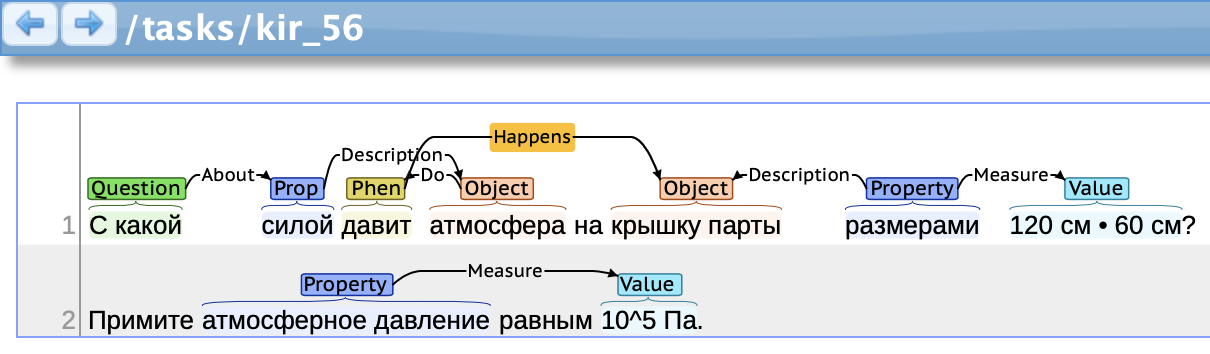 /tasks/kir_56
Happens
Description
About Do Description Measure
Question Prop Phen Object Object Property Value
1 С какой силой давит атмосфера на крышку парты размерами 120 см • 60 см?
Measure
Property Value
2 Примите атмосферное давление равным 10^5 Па.